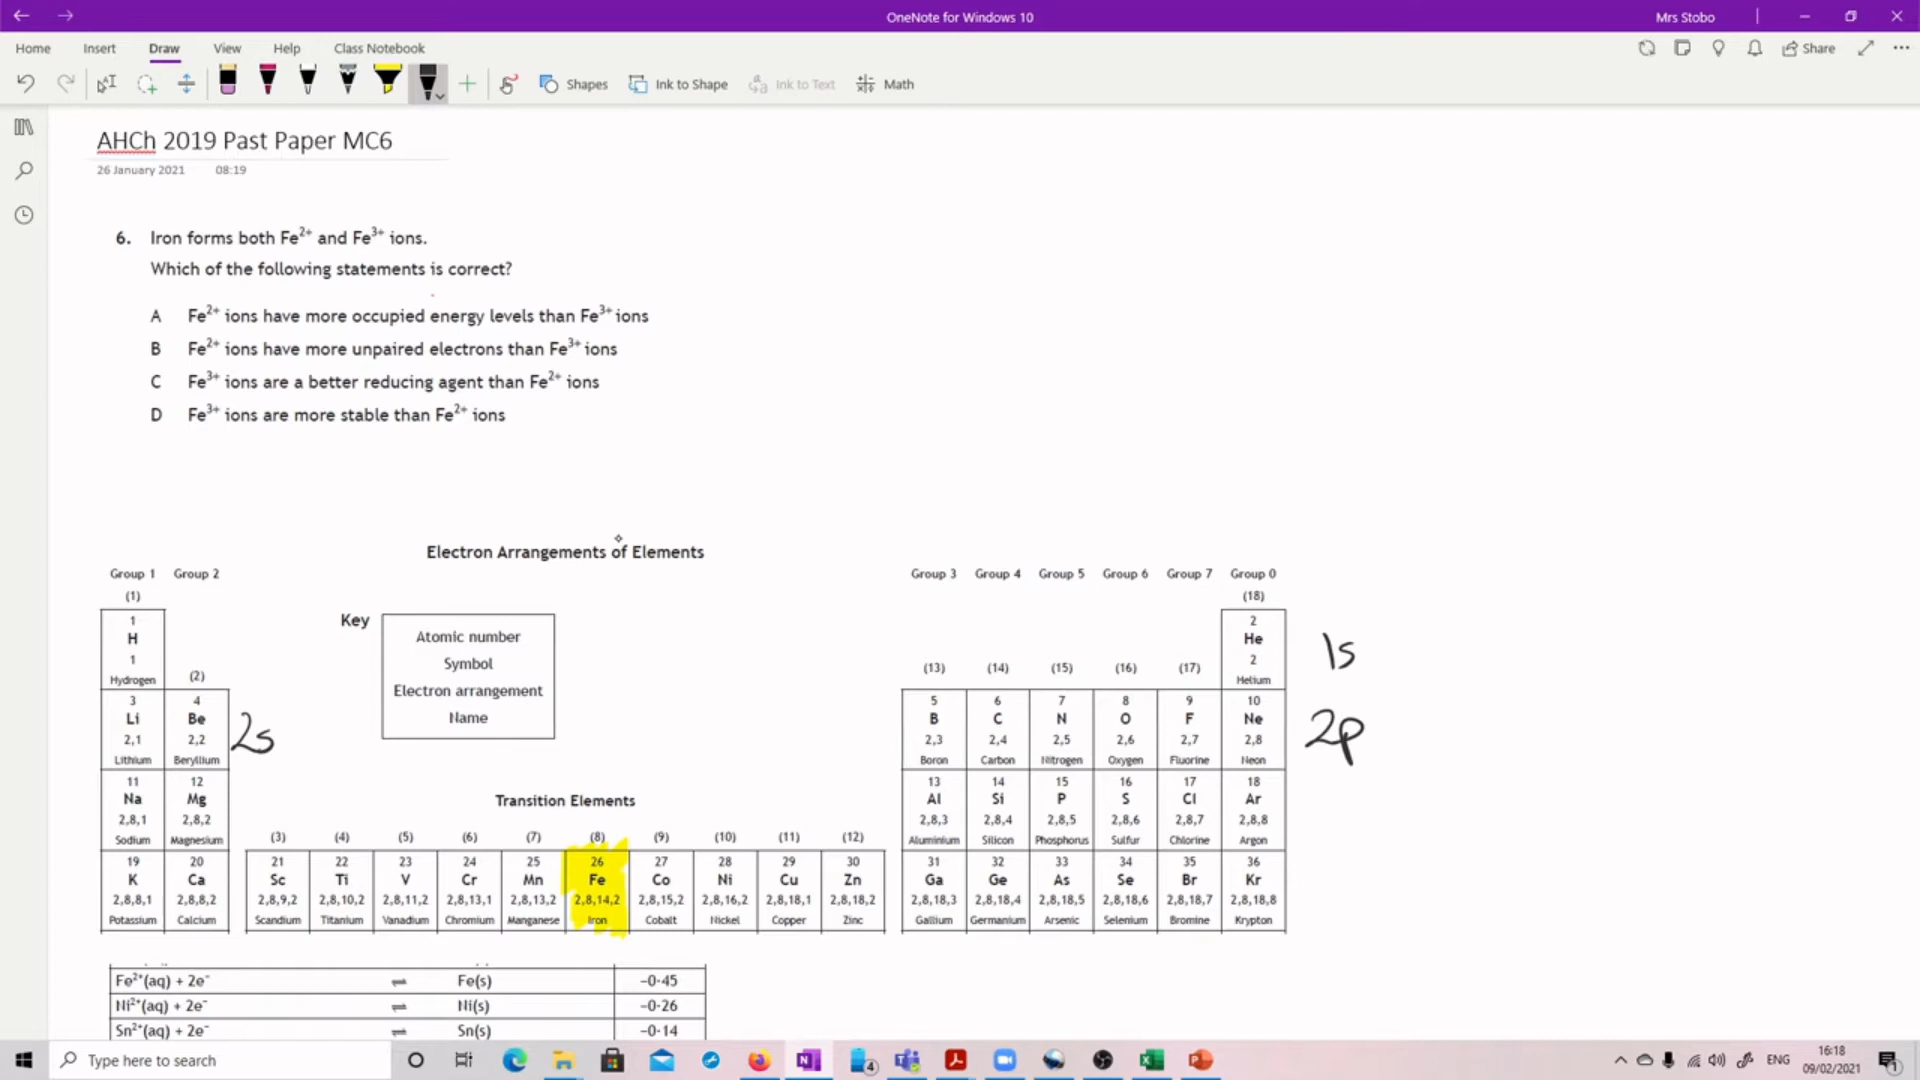 OneNote for Windows 10
Mrs Stobo
Home Insert Draw View Help Class Notebook
Share
Shapes Ink to Shape Ink to Text Math
AHCh 2019 Past Paper MC6
26 January 2021 08:19
6. Iron forms both Fe²⁺ and Fe³⁺ ions.
Which of the following statements is correct?
A Fe²⁺ ions have more occupied energy levels than Fe³⁺ ions
B Fe²⁺ ions have more unpaired electrons than Fe³⁺ ions
C Fe³⁺ ions are a better reducing agent than Fe²⁺ ions
D Fe³⁺ ions are more stable than Fe²⁺ ions
Electron Arrangements of Elements
Group 1 Group 2 Group 3 Group 4 Group 5 Group 6 Group 7 Group 0
(1) (18)
Key
Atomic number
Symbol
Electron arrangement
Name
1 2
H He
1 2
Hydrogen Helium
1s
(2) (13) (14) (15) (16) (17)
3 4 5 6 7 8 9 10
Li Be B C N O F Ne
2,1 2,2 2,3 2,4 2,5 2,6 2,7 2,8
Lithium Beryllium Boron Carbon Nitrogen Oxygen Fluorine Neon
2s 2p
11 12 13 14 15 16 17 18
Na Mg Al Si P S Cl Ar
2,8,1 2,8,2 2,8,3 2,8,4 2,8,5 2,8,6 2,8,7 2,8,8
Sodium Magnesium Aluminium Silicon Phosphorus Sulfur Chlorine Argon
Transition Elements
(3) (4) (5) (6) (7) (8) (9) (10) (11) (12)
19 20 21 22 23 24 25 26 27 28 29 30 31 32 33 34 35 36
K Ca Sc Ti V Cr Mn Fe Co Ni Cu Zn Ga Ge As Se Br Kr
2,8,8,1 2,8,8,2 2,8,9,2 2,8,10,2 2,8,11,2 2,8,13,1 2,8,13,2 2,8,14,2 2,8,15,2 2,8,16,2 2,8,18,1 2,8,18,2 2,8,18,3 2,8,18,4 2,8,18,5 2,8,18,6 2,8,18,7 2,8,18,8
Potassium Calcium Scandium Titanium Vanadium Chromium Manganese Iron Cobalt Nickel Copper Zinc Gallium Germanium Arsenic Selenium Bromine Krypton
Fe²⁺(aq) + 2e⁻ ⇌ Fe(s) −0·45
Ni²⁺(aq) + 2e⁻ ⇌ Ni(s) −0·26
Sn²⁺(aq) + 2e⁻ ⇌ Sn(s) −0·14
Type here to search
4
ENG
16:18
09/02/2021
1